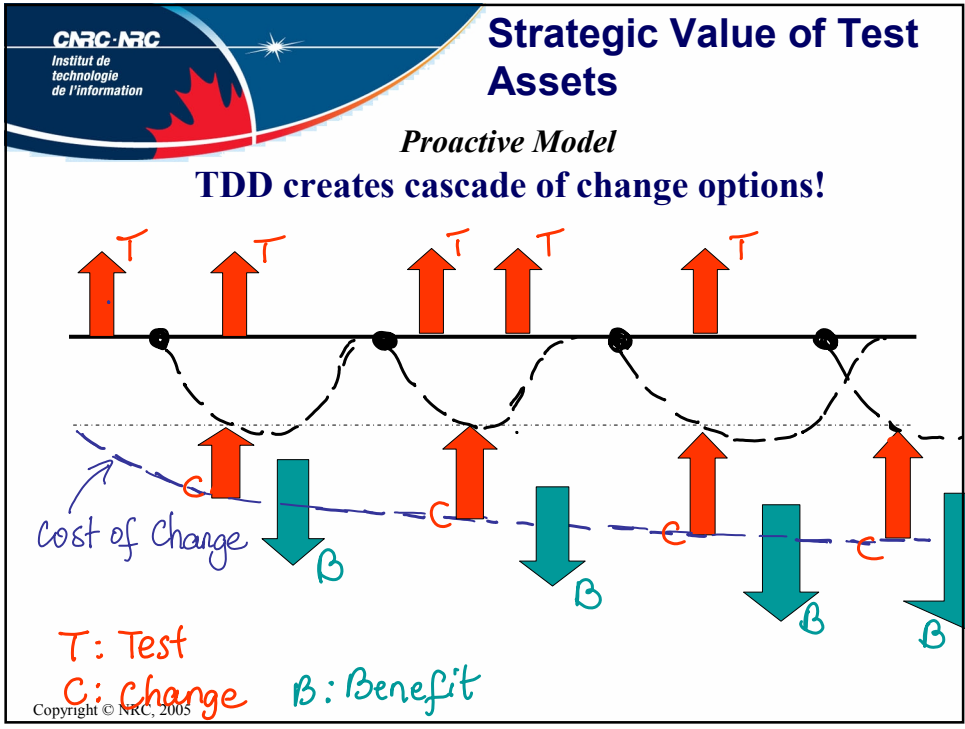 CNRC·NRC
Institut de
technologie
de l'information
Strategic Value of Test
Assets
Proactive Model
TDD creates cascade of change options!
T T T T T
C C C C
cost of Change
B B B B
T: Test
C: Change B: Benefit
Copyright © NRC, 2005